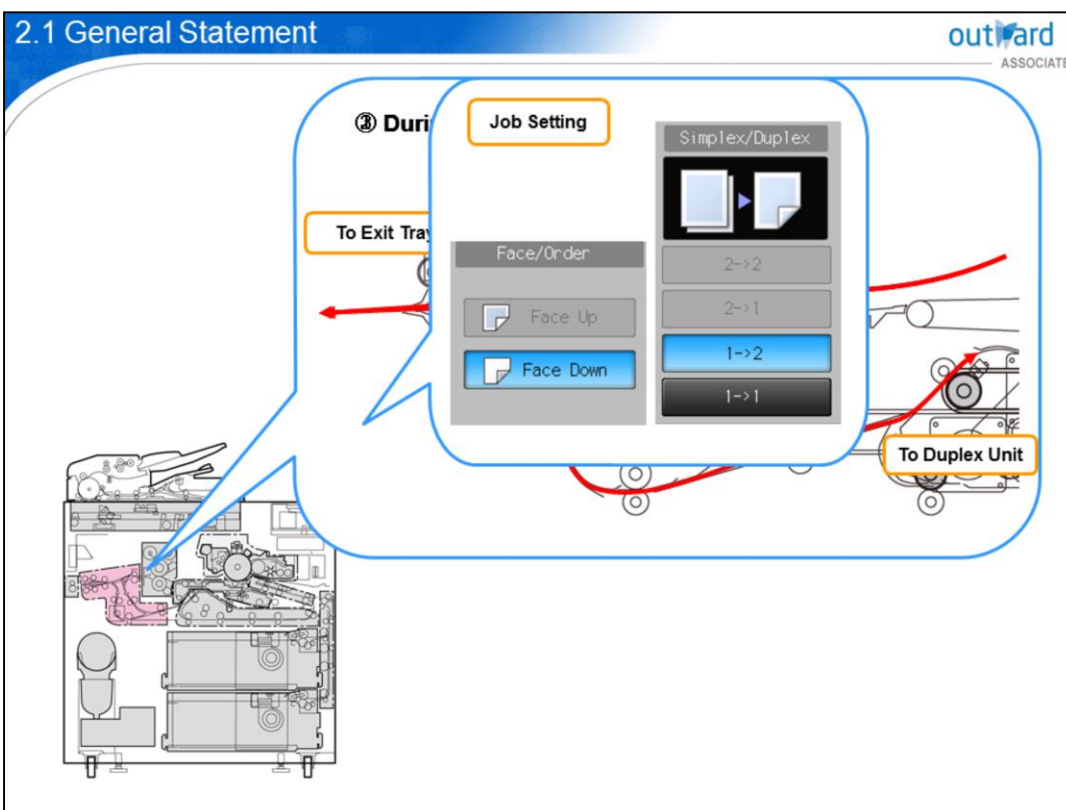 2.1 General Statement
outward
ASSOCIATE
③ Duri
Job Setting
Simplex/Duplex
To Exit Tray
Face/Order
2->2
Face Up
2->1
Face Down
1->2
1->1
To Duplex Unit